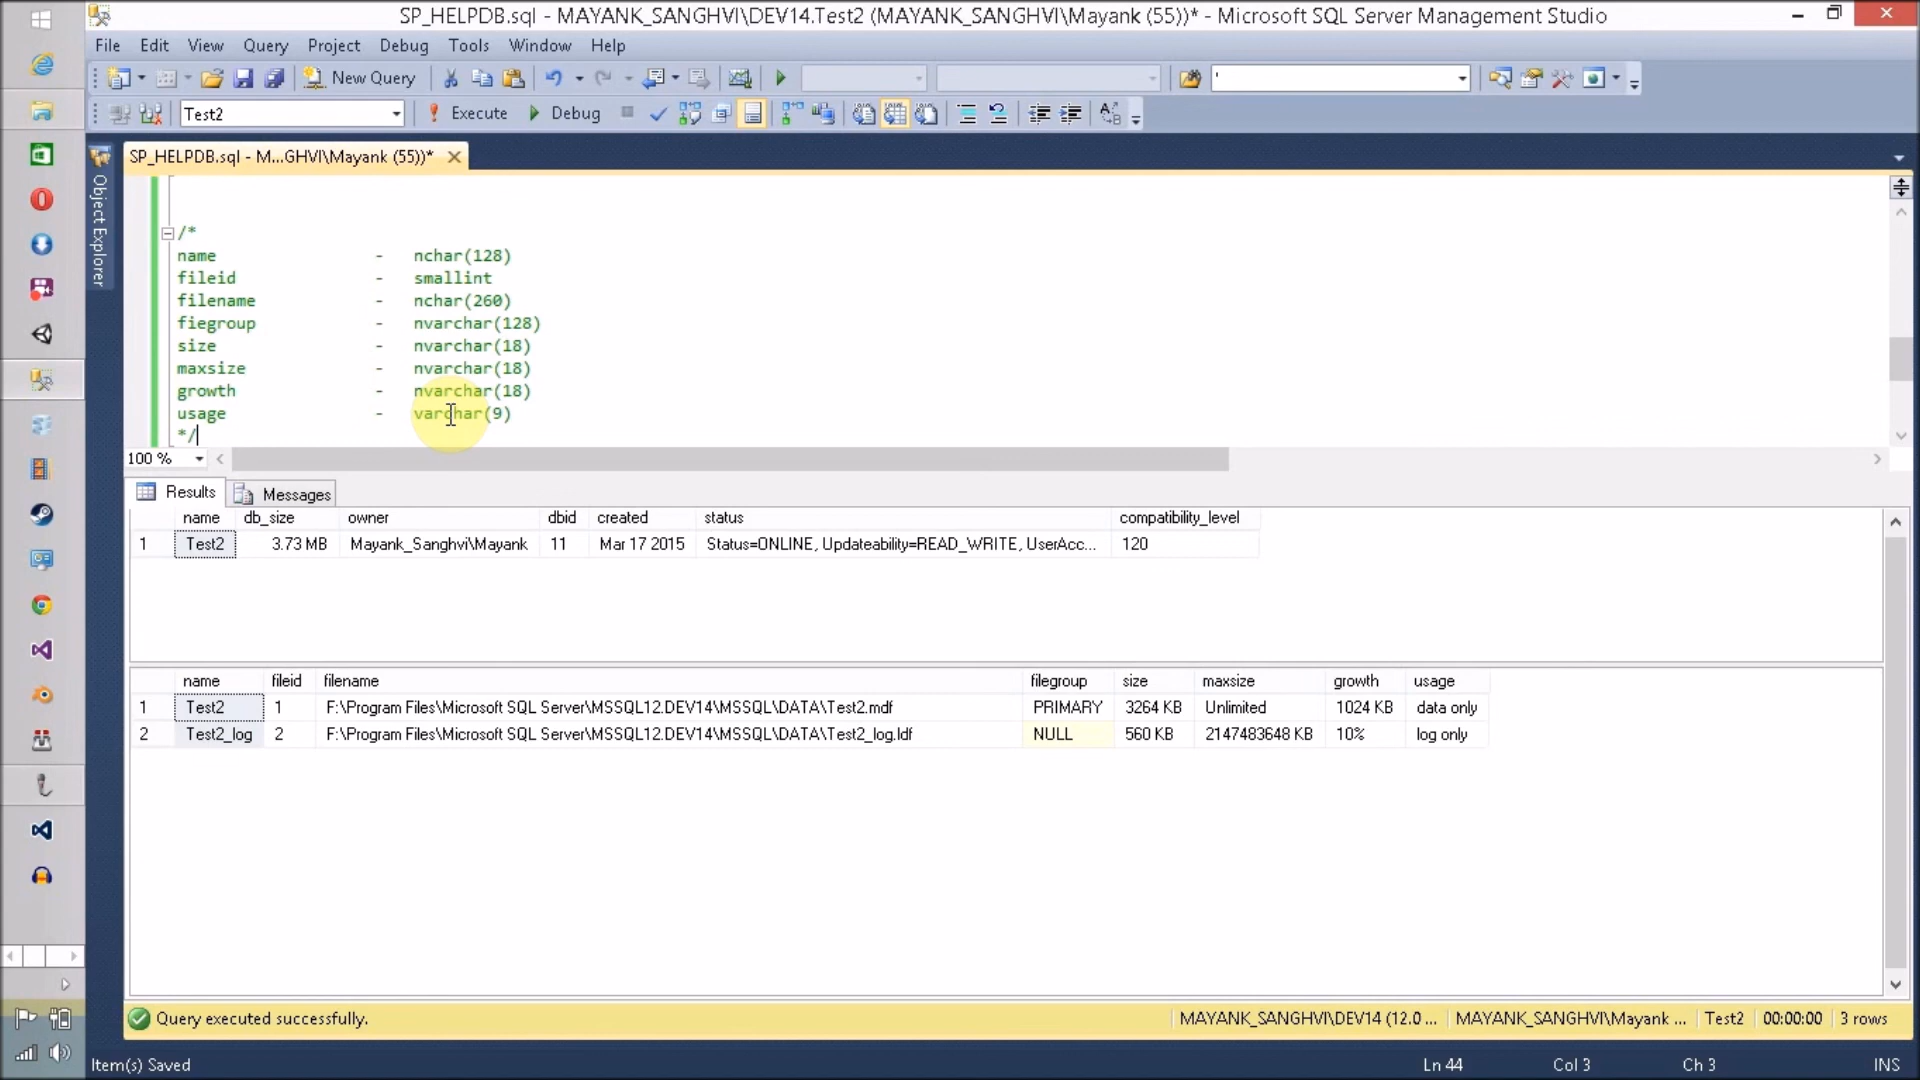 SP_HELPDB.sql - MAYANK_SANGHVI\DEV14.Test2 (MAYANK_SANGHVI\Mayank (55))* - Microsoft SQL Server Management Studio
File Edit View Query Project Debug Tools Window Help
New Query '
Test2 Execute Debug
SP_HELPDB.sql - M...GHVI\Mayank (55))*
Object Explorer
/*
name - nchar(128)
fileid - smallint
filename - nchar(260)
fiegroup - nvarchar(128)
size - nvarchar(18)
maxsize - nvarchar(18)
growth - nvarchar(18)
usage - varchar(9)
*/
100 %
Results Messages
name db_size owner dbid created status compatibility_level
1 Test2 3.73 MB Mayank_Sanghvi\Mayank 11 Mar 17 2015 Status=ONLINE, Updateability=READ_WRITE, UserAcc... 120
name fileid filename filegroup size maxsize growth usage
1 Test2 1 F:\Program Files\Microsoft SQL Server\MSSQL12.DEV14\MSSQL\DATA\Test2.mdf PRIMARY 3264 KB Unlimited 1024 KB data only
2 Test2_log 2 F:\Program Files\Microsoft SQL Server\MSSQL12.DEV14\MSSQL\DATA\Test2_log.ldf NULL 560 KB 2147483648 KB 10% log only
Query executed successfully. MAYANK_SANGHVI\DEV14 (12.0 ... MAYANK_SANGHVI\Mayank ... Test2 00:00:00 3 rows
Item(s) Saved Ln 44 Col 3 Ch 3 INS